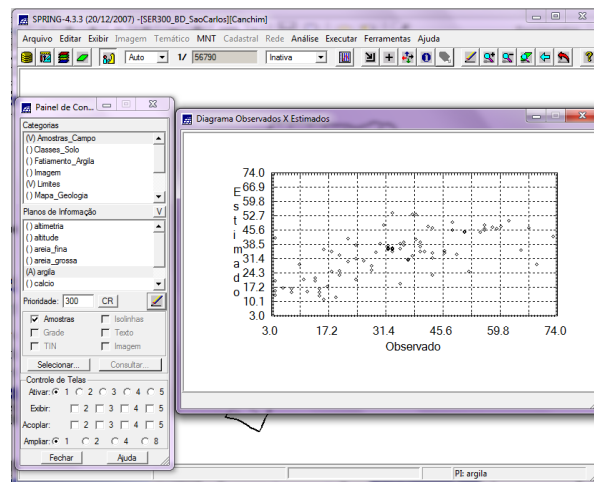 SPRING-4.3.3 (20/12/2007) -[SER300_BD_SaoCarlos][Canchim]
Arquivo Editar Exibir Imagem Temático MNT Cadastral Rede Análise Executar Ferramentas Ajuda
Auto 1/ 56790 Inativa
Painel de Con...
Categorias
(V) Amostras_Campo
( ) Classes_Solo
( ) Fatiamento_Argila
( ) Imagem
(V) Limites
( ) Mapa_Geologia
Planos de Informação V
( ) altimetria
( ) altitude
( ) areia_fina
( ) areia_grossa
(A) argila
( ) calcio
Prioridade: 300 CR
Amostras Isolinhas
Grade Texto
TIN Imagem
Selecionar... Consultar...
Controle de Telas
Ativar: 1 2 3 4 5
Exibir: 2 3 4 5
Acoplar: 2 3 4 5
Ampliar: 1 2 4 8
Fechar Ajuda
Diagrama Observados X Estimados
Estimado
74.0
66.9
59.8
52.7
45.6
38.5
31.4
24.3
17.2
10.1
3.0
3.0 17.2 31.4 45.6 59.8 74.0
Observado
PI: argila